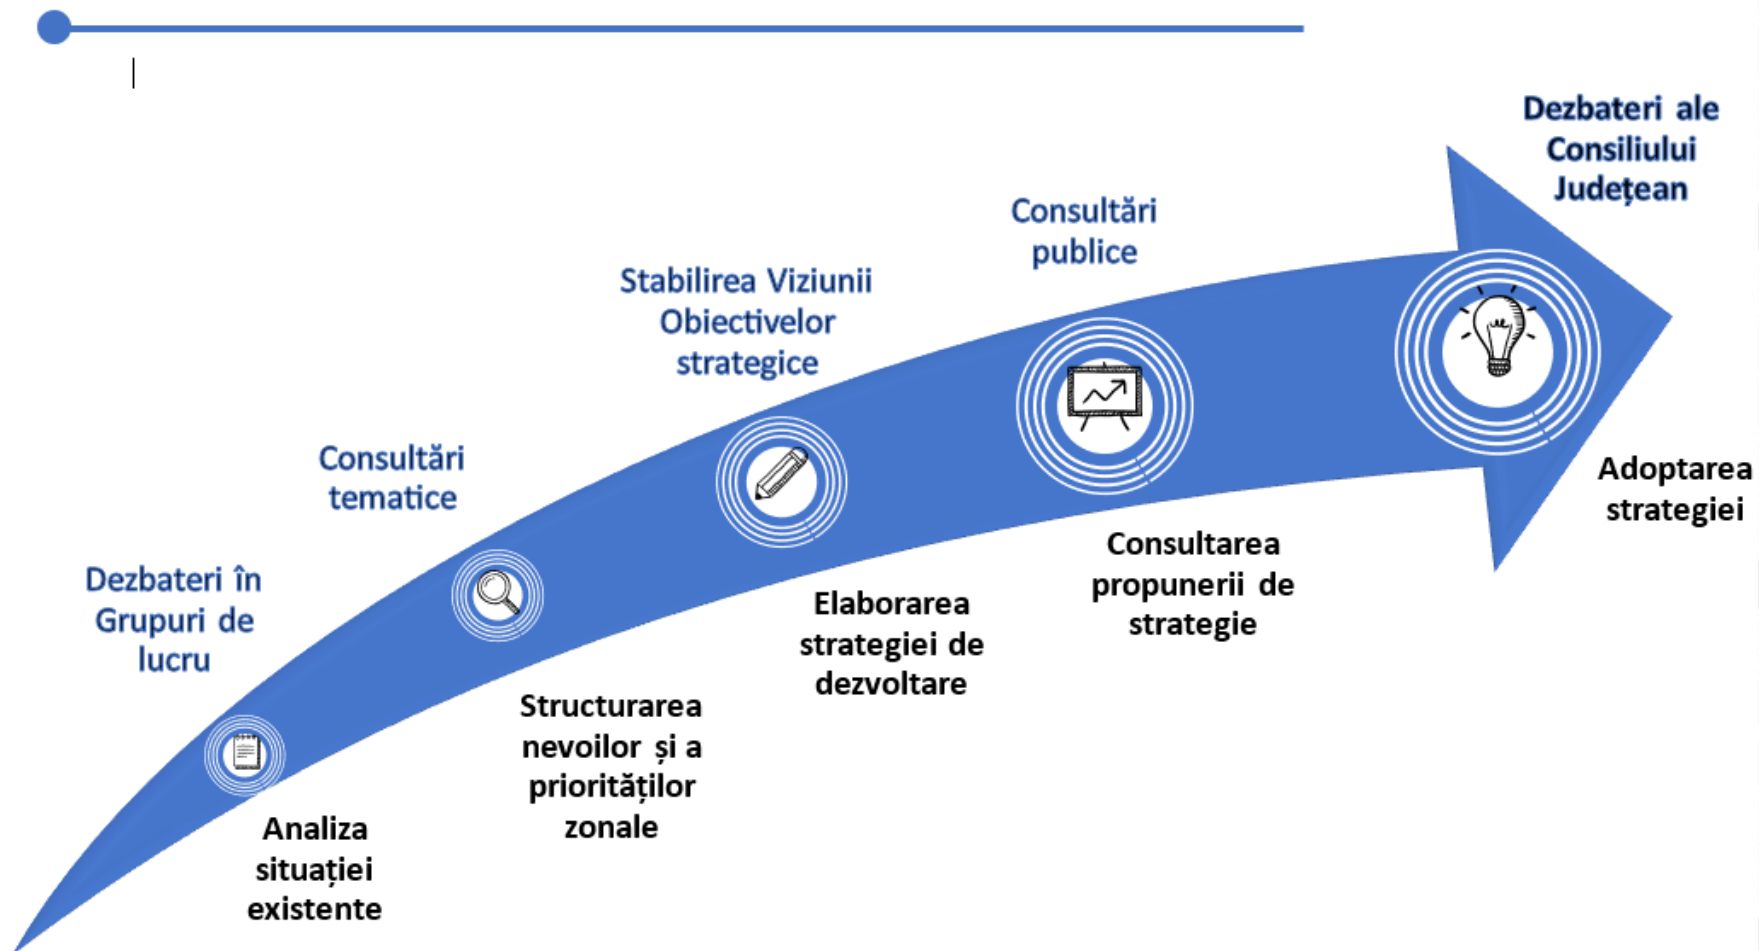 Dezbateri ale
Consiliului
Județean
Consultări
publice
Stabilirea Viziunii
Obiectivelor
strategice
Consultări
tematice
Dezbateri în
Grupuri de
lucru
Adoptarea
strategiei
Consultarea
propunerii de
strategie
Elaborarea
strategiei de
dezvoltare
Structurarea
nevoilor și a
priorităților
zonale
Analiza
situației
existente